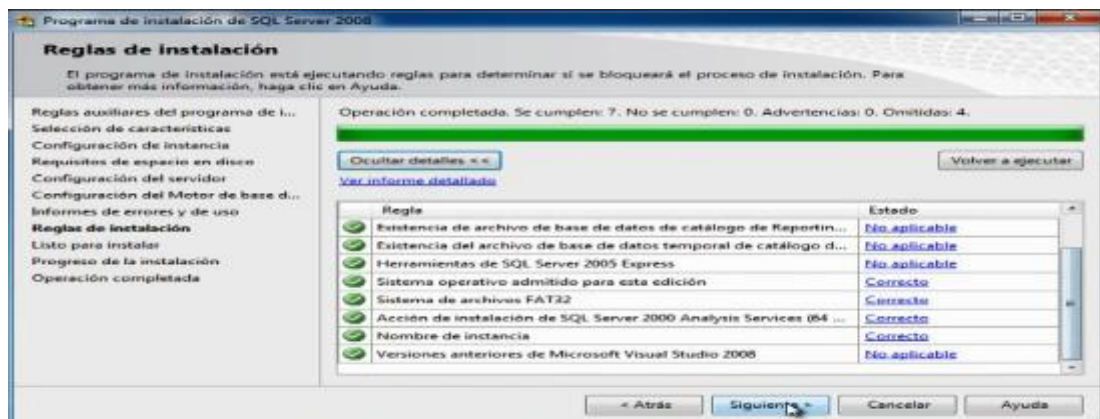 Programa de instalación de SQL Server 2008
Reglas de instalación
El programa de instalación está ejecutando reglas para determinar si se bloqueará el proceso de instalación. Para
obtener más información, haga clic en Ayuda.
Reglas auxiliares del programa de i...
Selección de características
Configuración de instancia
Requisitos de espacio en disco
Configuración del servidor
Configuración del Motor de base d...
Informes de errores y de uso
Reglas de instalación
Listo para instalar
Progreso de la instalación
Operación completada
Operación completada. Se cumplen: 7. No se cumplen: 0. Advertencias: 0. Omitidas: 4.
Ocultar detalles <<
Volver a ejecutar
Ver informe detallado
Regla Estado
Existencia de archivo de base de datos de catálogo de Reportin... No aplicable
Existencia del archivo de base de datos temporal de catálogo d... No aplicable
Herramientas de SQL Server 2005 Express No aplicable
Sistema operativo admitido para esta edición Correcto
Sistema de archivos FAT32 Correcto
Acción de instalación de SQL Server 2000 Analysis Services (64 ... Correcto
Nombre de instancia Correcto
Versiones anteriores de Microsoft Visual Studio 2008 No aplicable
< Atrás Siguiente > Cancelar Ayuda